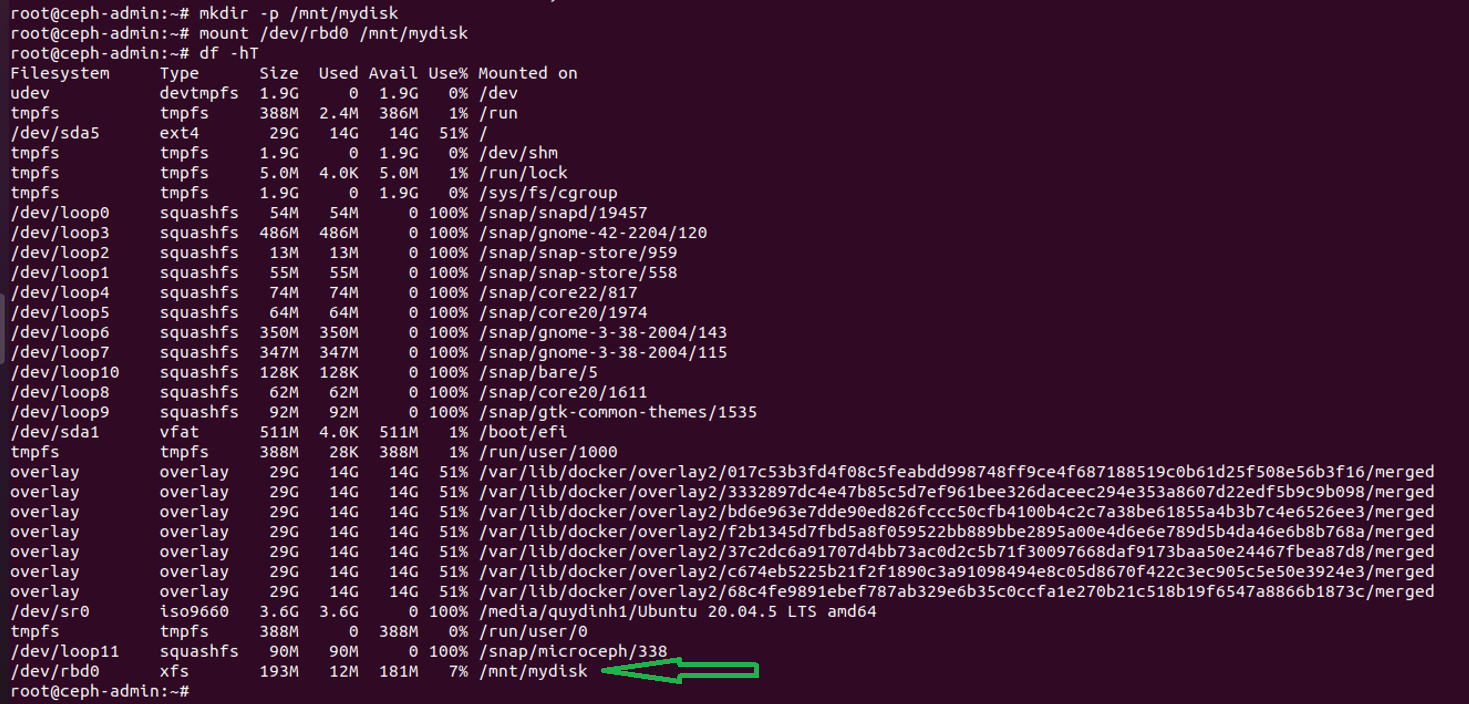 root@ceph-admin:~# mkdir -p /mnt/mydisk
root@ceph-admin:~# mount /dev/rbd0 /mnt/mydisk
root@ceph-admin:~# df -hT
Filesystem     Type      Size  Used Avail Use% Mounted on
udev           devtmpfs  1.9G     0  1.9G   0% /dev
tmpfs          tmpfs     388M  2.4M  386M   1% /run
/dev/sda5      ext4       29G   14G   14G  51% /
tmpfs          tmpfs     1.9G     0  1.9G   0% /dev/shm
tmpfs          tmpfs     5.0M  4.0K  5.0M   1% /run/lock
tmpfs          tmpfs     1.9G     0  1.9G   0% /sys/fs/cgroup
/dev/loop0     squashfs   54M   54M     0 100% /snap/snapd/19457
/dev/loop3     squashfs  486M  486M     0 100% /snap/gnome-42-2204/120
/dev/loop2     squashfs   13M   13M     0 100% /snap/snap-store/959
/dev/loop1     squashfs   55M   55M     0 100% /snap/snap-store/558
/dev/loop4     squashfs   74M   74M     0 100% /snap/core22/817
/dev/loop5     squashfs   64M   64M     0 100% /snap/core20/1974
/dev/loop6     squashfs  350M  350M     0 100% /snap/gnome-3-38-2004/143
/dev/loop7     squashfs  347M  347M     0 100% /snap/gnome-3-38-2004/115
/dev/loop10    squashfs  128K  128K     0 100% /snap/bare/5
/dev/loop8     squashfs   62M   62M     0 100% /snap/core20/1611
/dev/loop9     squashfs   92M   92M     0 100% /snap/gtk-common-themes/1535
/dev/sda1      vfat      511M  4.0K  511M   1% /boot/efi
tmpfs          tmpfs     388M   28K  388M   1% /run/user/1000
overlay        overlay    29G   14G   14G  51% /var/lib/docker/overlay2/017c53b3fd4f08c5feabdd998748ff9ce4f687188519c0b61d25f508e56b3f16/merged
overlay        overlay    29G   14G   14G  51% /var/lib/docker/overlay2/3332897dc4e47b85c5d7ef961bee326daceec294e353a8607d22edf5b9c9b098/merged
overlay        overlay    29G   14G   14G  51% /var/lib/docker/overlay2/bd6e963e7dde90ed826fccc50cfb4100b4c2c7a38be61855a4b3b7c4e6526ee3/merged
overlay        overlay    29G   14G   14G  51% /var/lib/docker/overlay2/f2b1345d7fbd5a8f059522bb889bbe2895a00e4d6e6e789d5b4da46e6b8b768a/merged
overlay        overlay    29G   14G   14G  51% /var/lib/docker/overlay2/37c2dc6a91707d4bb73ac0d2c5b71f30097668daf9173baa50e24467fbea87d8/merged
overlay        overlay    29G   14G   14G  51% /var/lib/docker/overlay2/c674eb5225b21f2f1890c3a91098494e8c05d8670f422c3ec905c5e50e3924e3/merged
overlay        overlay    29G   14G   14G  51% /var/lib/docker/overlay2/68c4fe9891ebef787ab329e6b35c0ccfa1e270b21c518b19f6547a8866b1873c/merged
/dev/sr0       iso9660   3.6G  3.6G     0 100% /media/quydinh1/Ubuntu 20.04.5 LTS amd64
tmpfs          tmpfs     388M     0  388M   0% /run/user/0
/dev/loop11    squashfs   90M   90M     0 100% /snap/microceph/338
/dev/rbd0      xfs       193M   12M  181M   7% /mnt/mydisk
root@ceph-admin:~#